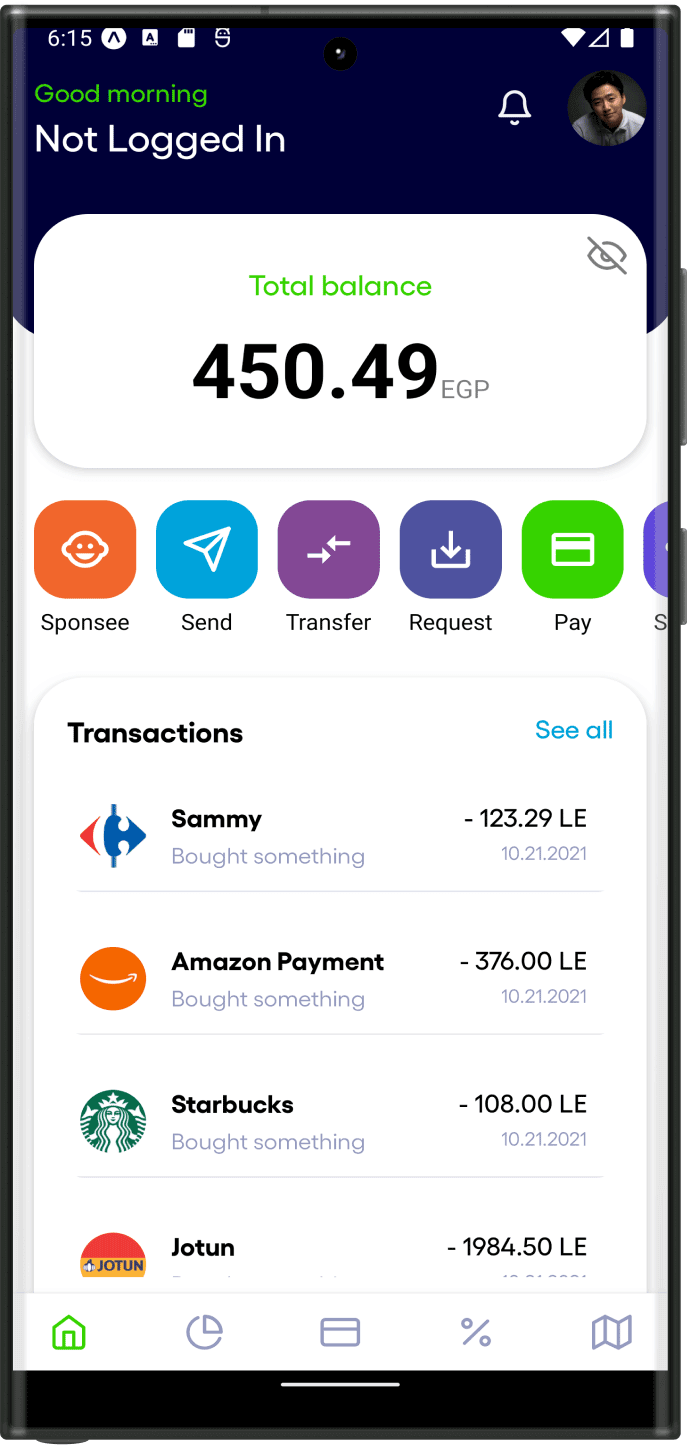 6:15
Good morning
Not Logged In
Total balance
450.49 EGP
Sponsee
Send
Transfer
Request
Pay
S
Transactions
See all
Sammy
- 123.29 LE
Bought something
10.21.2021
Amazon Payment
- 376.00 LE
Bought something
10.21.2021
Starbucks
- 108.00 LE
Bought something
10.21.2021
Jotun
- 1984.50 LE
JOTUN